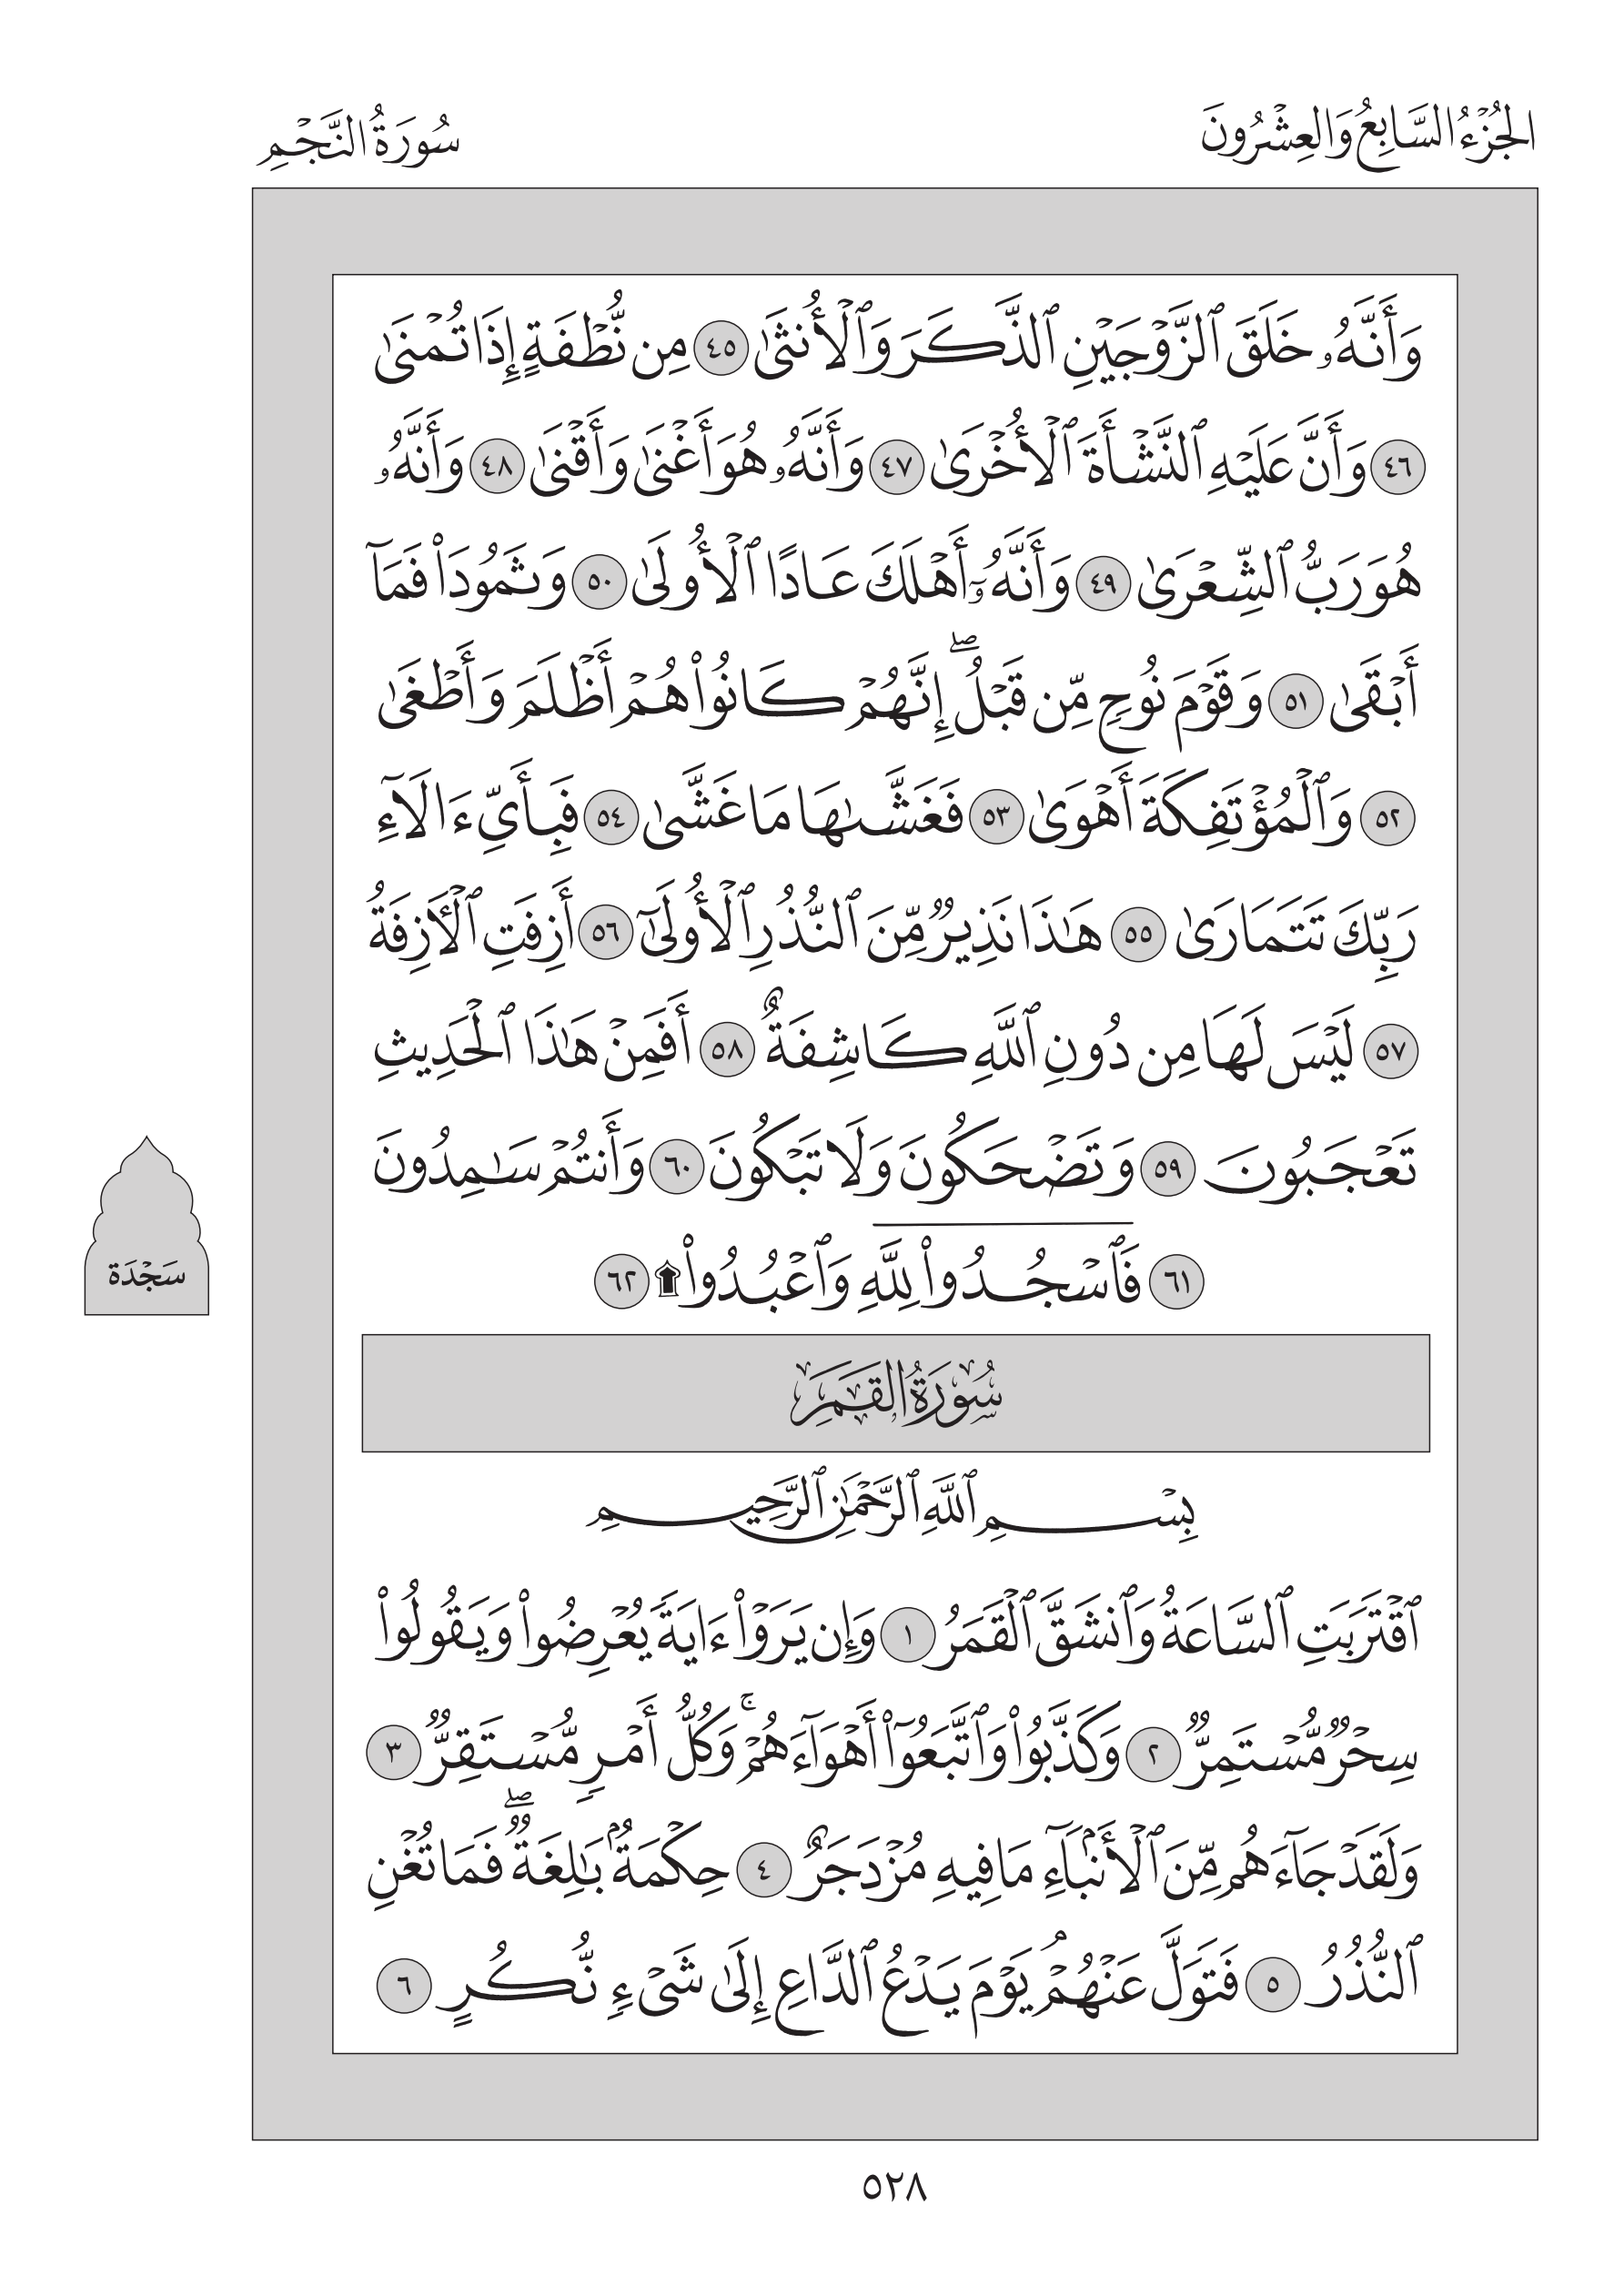 الجُزْءُ السَّابِعُ وَالعِشْرُونَ
سُورَةُ النَّجْمِ
وَأَنَّهُۥ خَلَقَ ٱلزَّوۡجَيۡنِ ٱلذَّكَرَ وَٱلۡأُنثَىٰ ٤٥ مِن نُّطۡفَةٍ إِذَا تُمۡنَىٰ
٤٦ وَأَنَّ عَلَيۡهِ ٱلنَّشۡأَةَ ٱلۡأُخۡرَىٰ ٤٧ وَأَنَّهُۥ هُوَ أَغۡنَىٰ وَأَقۡنَىٰ ٤٨ وَأَنَّهُۥ
هُوَ رَبُّ ٱلشِّعۡرَىٰ ٤٩ وَأَنَّهُۥٓ أَهۡلَكَ عَادًا ٱلۡأُولَىٰ ٥٠ وَثَمُودَاْ فَمَآ
أَبۡقَىٰ ٥١ وَقَوۡمَ نُوحٖ مِّن قَبۡلُۖ إِنَّهُمۡ كَانُواْ هُمۡ أَظۡلَمَ وَأَطۡغَىٰ
٥٢ وَٱلۡمُؤۡتَفِكَةَ أَهۡوَىٰ ٥٣ فَغَشَّىٰهَا مَا غَشَّىٰ ٥٤ فَبِأَيِّ ءَالَآءِ
رَبِّكَ تَتَمَارَىٰ ٥٥ هَٰذَا نَذِيرٞ مِّنَ ٱلنُّذُرِ ٱلۡأُولَىٰٓ ٥٦ أَزِفَتِ ٱلۡأٓزِفَةُ
٥٧ لَيۡسَ لَهَا مِن دُونِ ٱللَّهِ كَاشِفَةٌ ٥٨ أَفَمِنۡ هَٰذَا ٱلۡحَدِيثِ
تَعۡجَبُونَ ٥٩ وَتَضۡحَكُونَ وَلَا تَبۡكُونَ ٦٠ وَأَنتُمۡ سَٰمِدُونَ
٦١ فَٱسۡجُدُواْۤ لِلَّهِۤ وَٱعۡبُدُواْ ۩ ٦٢
سَجْدَة
سُورَةُ القَمَرِ
بِسۡمِ ٱللَّهِ ٱلرَّحۡمَٰنِ ٱلرَّحِيمِ
ٱقۡتَرَبَتِ ٱلسَّاعَةُ وَٱنشَقَّ ٱلۡقَمَرُ ١ وَإِن يَرَوۡاْ ءَايَةٗ يُعۡرِضُواْ وَيَقُولُواْ
سِحۡرٞ مُّسۡتَمِرّٞ ٢ وَكَذَّبُواْ وَٱتَّبَعُوٓاْ أَهۡوَآءَهُمۡۚ وَكُلُّ أَمۡرٖ مُّسۡتَقِرّٞ ٣
وَلَقَدۡ جَآءَهُم مِّنَ ٱلۡأَنۢبَآءِ مَا فِيهِ مُزۡدَجَرٌ ٤ حِكۡمَةُۢ بَٰلِغَةٞۖ فَمَا تُغۡنِ
ٱلنُّذُرُ ٥ فَتَوَلَّ عَنۡهُمۡۘ يَوۡمَ يَدۡعُ ٱلدَّاعِ إِلَىٰ شَيۡءٖ نُّكُرٍ ٦
٥٢٨